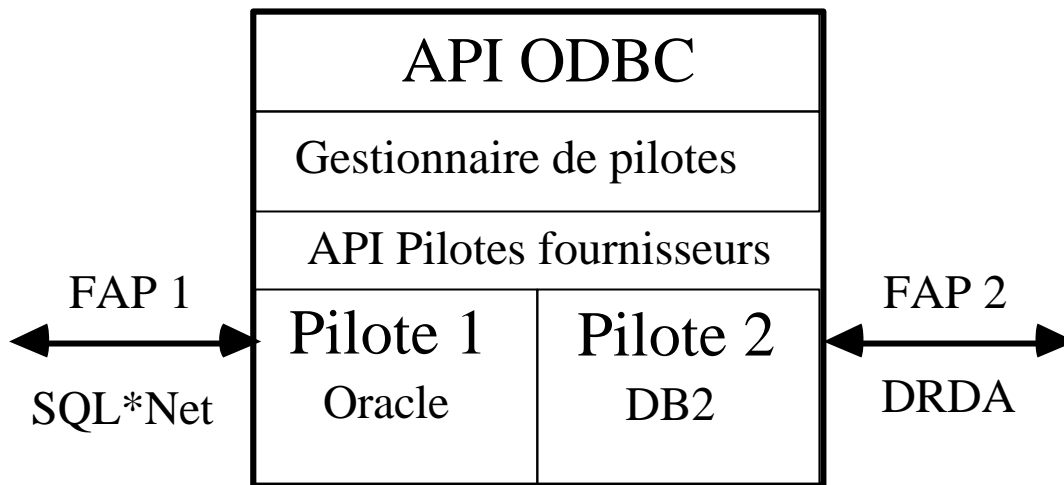 API ODBC
Gestionnaire de pilotes
API Pilotes fournisseurs
FAP 1
SQL*Net
Pilote 1
Oracle
Pilote 2
DB2
FAP 2
DRDA